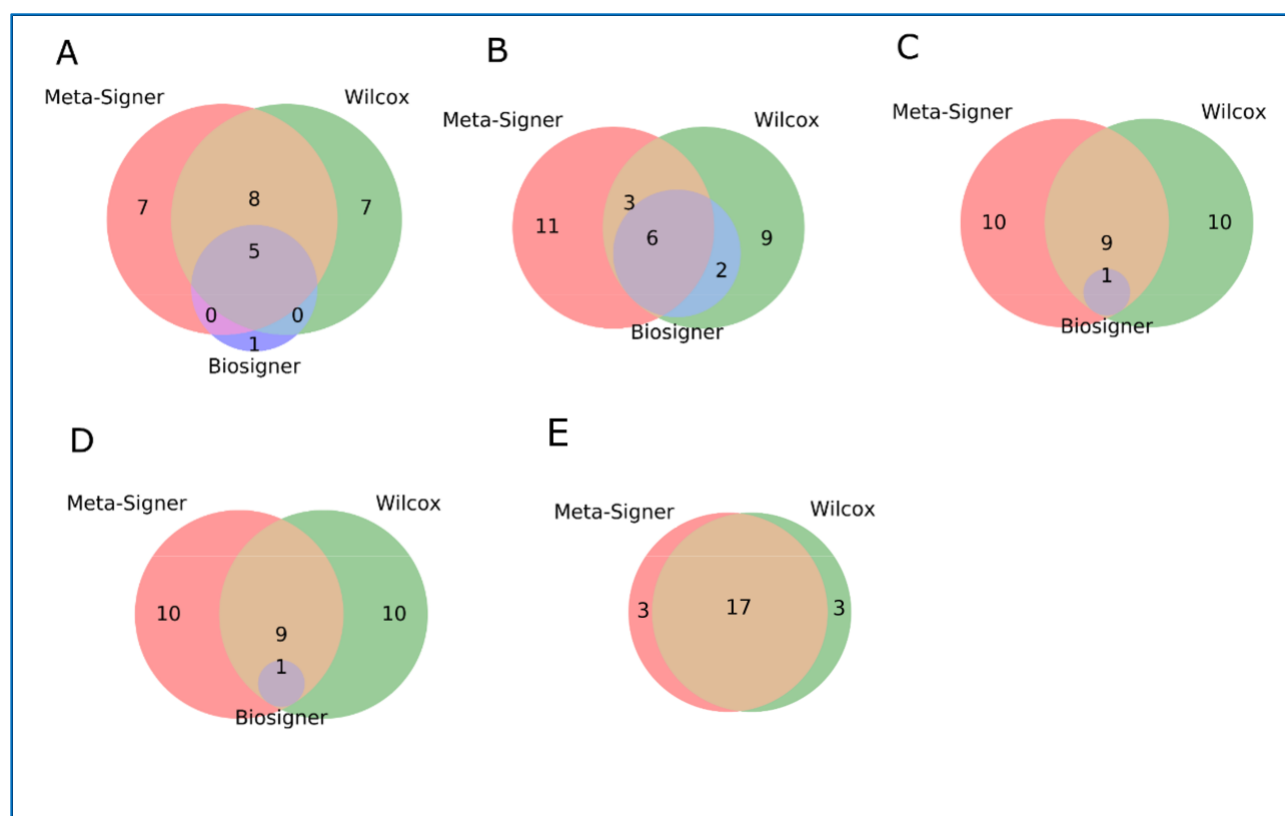 A
Meta-Signer Wilcox
7 8 7
5
0 0
1
Biosigner
B
Meta-Signer Wilcox
3
11 6 9
2
Biosigner
C
Meta-Signer Wilcox
10 10
9
1
Biosigner
D
Meta-Signer Wilcox
10 10
9
1
Biosigner
E
Meta-Signer Wilcox
3 17 3